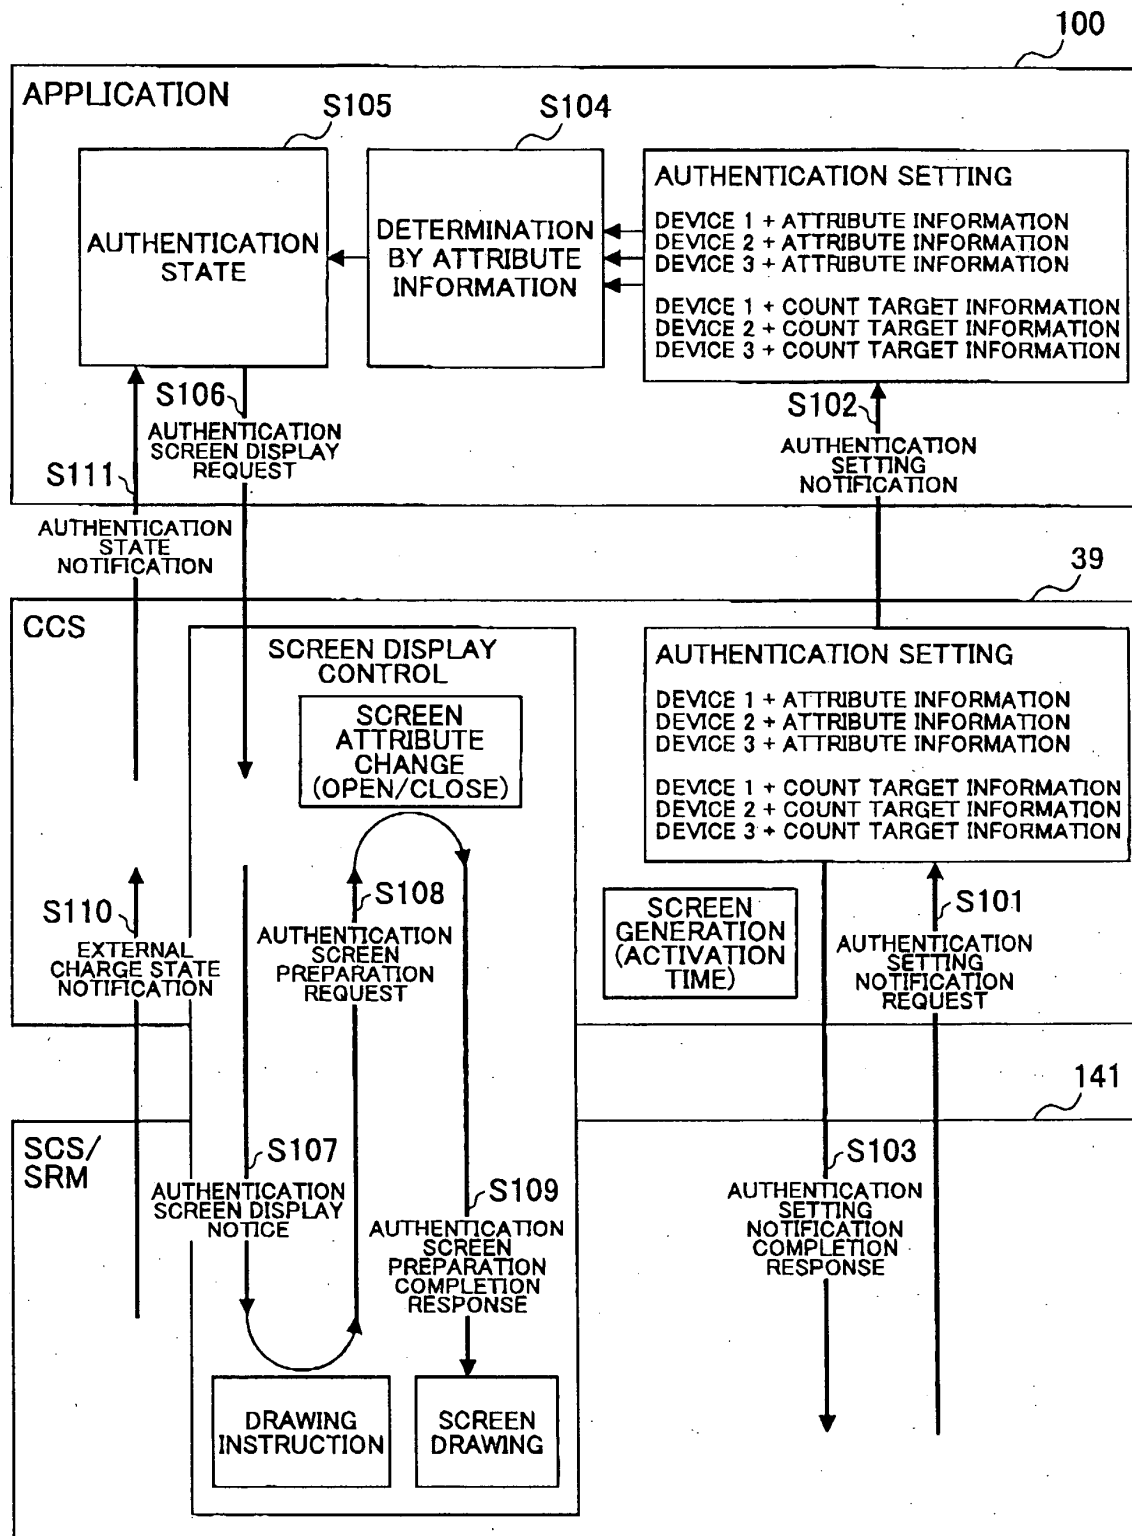 100
APPLICATION
S105
S104
AUTHENTICATION
STATE
DETERMINATION
BY ATTRIBUTE
INFORMATION
AUTHENTICATION SETTING
DEVICE 1 + ATTRIBUTE INFORMATION
DEVICE 2 + ATTRIBUTE INFORMATION
DEVICE 3 + ATTRIBUTE INFORMATION
DEVICE 1 + COUNT TARGET INFORMATION
DEVICE 2 + COUNT TARGET INFORMATION
DEVICE 3 + COUNT TARGET INFORMATION
S106
AUTHENTICATION
SCREEN DISPLAY
REQUEST
S102
AUTHENTICATION
SETTING
NOTIFICATION
S111
AUTHENTICATION
STATE
NOTIFICATION
39
CCS
SCREEN DISPLAY
CONTROL
SCREEN
ATTRIBUTE
CHANGE
(OPEN/CLOSE)
AUTHENTICATION SETTING
DEVICE 1 + ATTRIBUTE INFORMATION
DEVICE 2 + ATTRIBUTE INFORMATION
DEVICE 3 + ATTRIBUTE INFORMATION
DEVICE 1 + COUNT TARGET INFORMATION
DEVICE 2 + COUNT TARGET INFORMATION
DEVICE 3 + COUNT TARGET INFORMATION
S110
EXTERNAL
CHARGE STATE
NOTIFICATION
S108
AUTHENTICATION
SCREEN
PREPARATION
REQUEST
SCREEN
GENERATION
(ACTIVATION
TIME)
S101
AUTHENTICATION
SETTING
NOTIFICATION
REQUEST
141
SCS/
SRM
S107
AUTHENTICATION
SCREEN DISPLAY
NOTICE
S109
AUTHENTICATION
SCREEN
PREPARATION
COMPLETION
RESPONSE
S103
AUTHENTICATION
SETTING
NOTIFICATION
COMPLETION
RESPONSE
DRAWING
INSTRUCTION
SCREEN
DRAWING